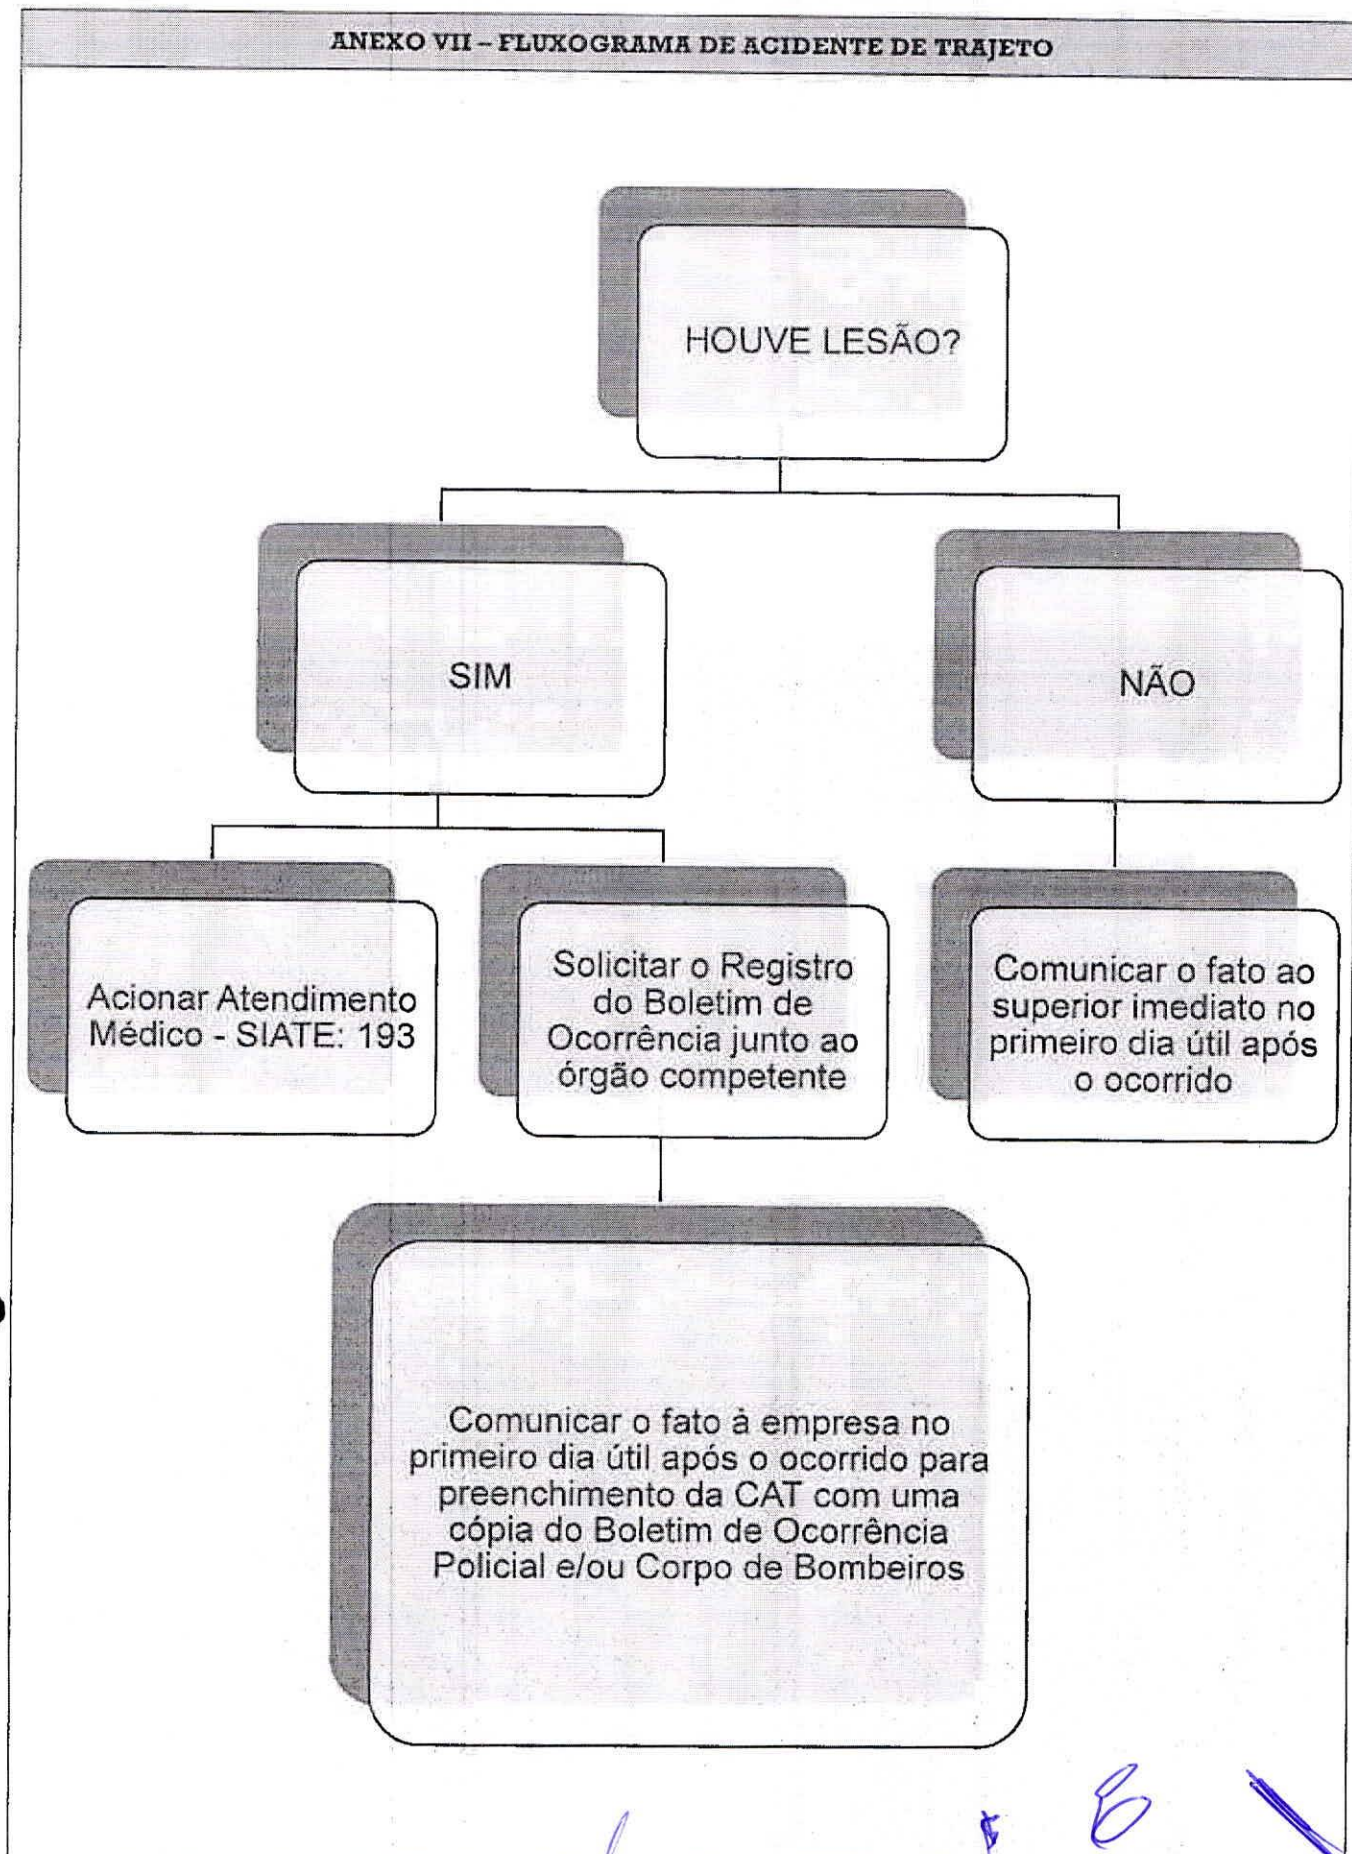 ANEXO VII – FLUXOGRAMA DE ACIDENTE DE TRAJETO
HOUVE LESÃO?
SIM
NÃO
Acionar Atendimento
Médico - SIATE: 193
Solicitar o Registro
do Boletim de
Ocorrência junto ao
órgão competente
Comunicar o fato ao
superior imediato no
primeiro dia útil após
o ocorrido
Comunicar o fato à empresa no
primeiro dia útil após o ocorrido para
preenchimento da CAT com uma
cópia do Boletim de Ocorrência
Policial e/ou Corpo de Bombeiros